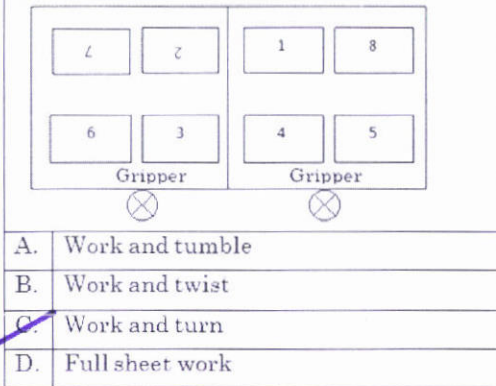 7 2 1 8
6 3 4 5
Gripper Gripper
A. Work and tumble
B. Work and twist
C. Work and turn
D. Full sheet work